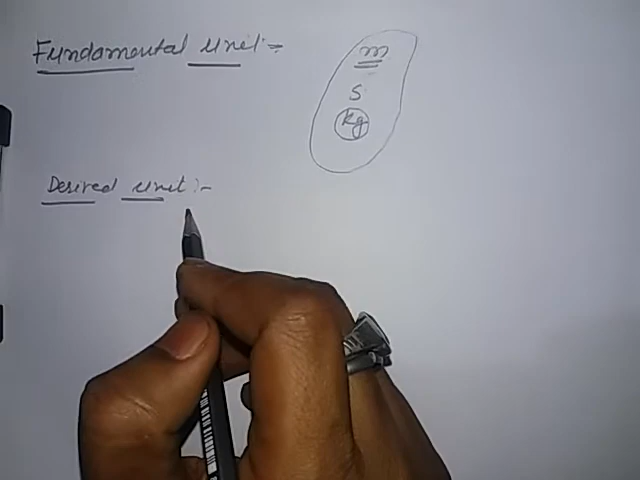 Fundamental Unit:-
m
s
kg
Desired Unit:-